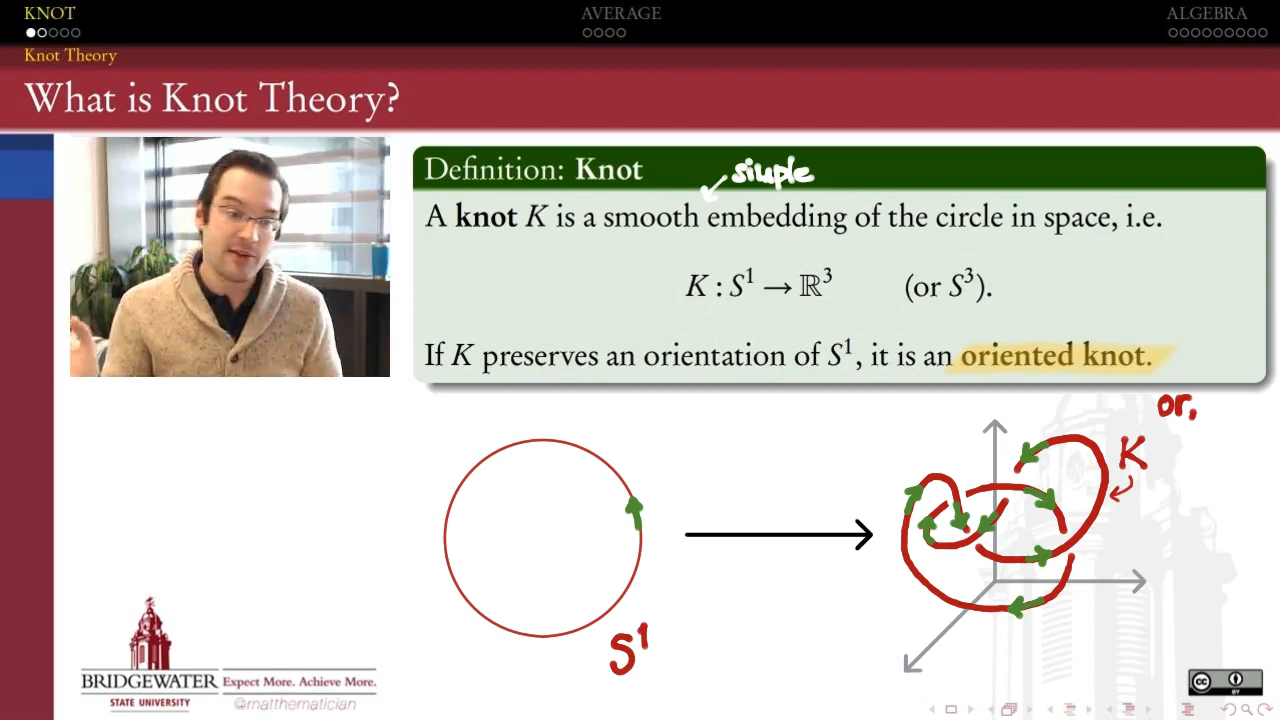 KNOT AVERAGE ALGEBRA
Knot Theory
What is Knot Theory?
Definition: Knot
simple
A knot K is a smooth embedding of the circle in space, i.e.
K : S¹ → ℝ³ (or S³).
If K preserves an orientation of S¹, it is an oriented knot.
or,
K
S¹
BRIDGEWATER
STATE UNIVERSITY
Expect More. Achieve More.
@matthematician
cc
BY